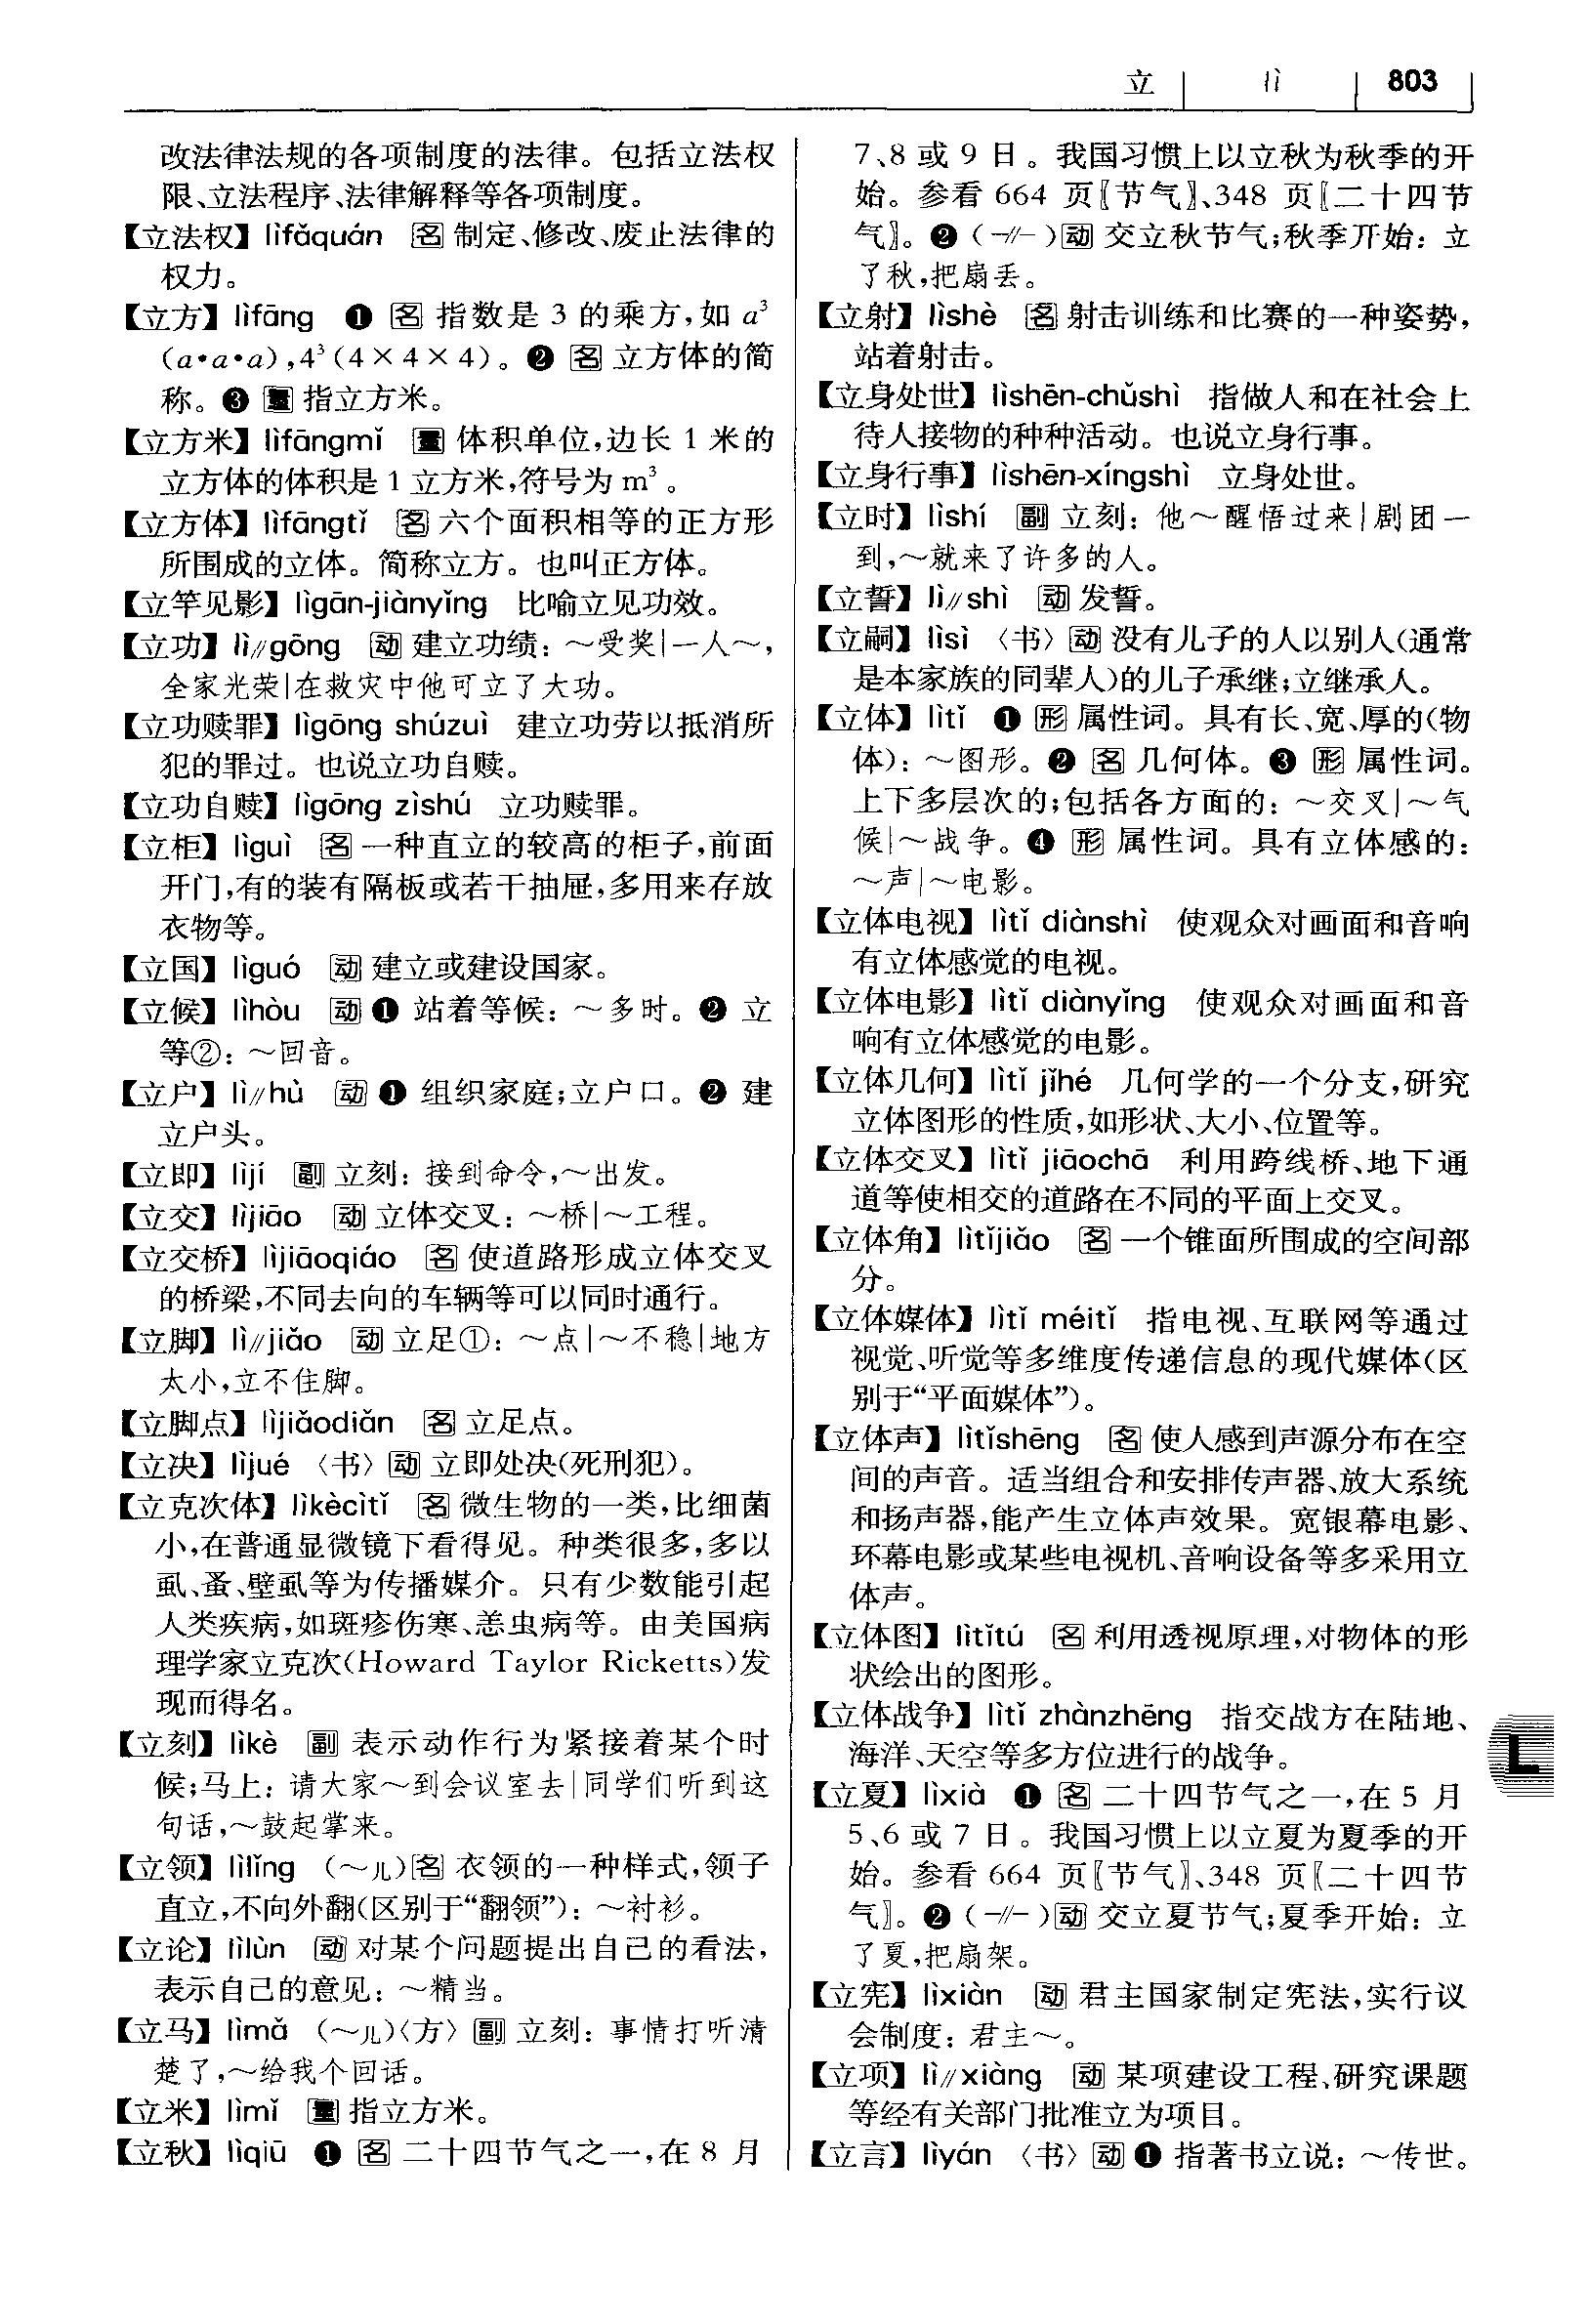 立 lì 803
改法律法规的各项制度的法律。包括立法权
限、立法程序、法律解释等各项制度。
【立法权】lìfǎquán 名 制定、修改、废止法律的
权力。
【立方】lìfāng ❶ 名 指数是 3 的乘方,如 a³
(a•a•a),4³(4×4×4)。❷ 名 立方体的简
称。❸ 量 指立方米。
【立方米】lìfāngmǐ 量 体积单位,边长 1 米的
立方体的体积是 1 立方米,符号为 m³。
【立方体】lìfāngtǐ 名 六个面积相等的正方形
所围成的立体。简称立方。也叫正方体。
【立竿见影】lìgān-jiànyǐng 比喻立见功效。
【立功】lì//gōng 动 建立功绩：～受奖|一人～,
全家光荣|在救灾中他可立了大功。
【立功赎罪】lìgōng shúzuì 建立功劳以抵消所
犯的罪过。也说立功自赎。
【立功自赎】lìgōng zìshú 立功赎罪。
【立柜】lìguì 名 一种直立的较高的柜子,前面
开门,有的装有隔板或若干抽屉,多用来存放
衣物等。
【立国】lìguó 动 建立或建设国家。
【立候】lìhòu 动 ❶ 站着等候：～多时。❷ 立
等②：～回音。
【立户】lì//hù 动 ❶ 组织家庭;立户口。❷ 建
立户头。
【立即】lìjí 副 立刻：接到命令,～出发。
【立交】lìjiāo 动 立体交叉：～桥|～工程。
【立交桥】lìjiāoqiáo 名 使道路形成立体交叉
的桥梁,不同去向的车辆等可以同时通行。
【立脚】lì//jiǎo 动 立足①：～点|～不稳|地方
太小,立不住脚。
【立脚点】lìjiǎodiǎn 名 立足点。
【立决】lìjué 〈书〉动 立即处决(死刑犯)。
【立克次体】lìkècìtǐ 名 微生物的一类,比细菌
小,在普通显微镜下看得见。种类很多,多以
虱、蚤、壁虱等为传播媒介。只有少数能引起
人类疾病,如斑疹伤寒、恙虫病等。由美国病
理学家立克次(Howard Taylor Ricketts)发
现而得名。
【立刻】lìkè 副 表示动作行为紧接着某个时
候;马上：请大家～到会议室去|同学们听到这
句话,～鼓起掌来。
【立领】lìlǐng (～儿)名 衣领的一种样式,领子
直立,不向外翻(区别于“翻领”)：～衬衫。
【立论】lìlùn 动 对某个问题提出自己的看法,
表示自己的意见：～精当。
【立马】lìmǎ (～儿)〈方〉副 立刻：事情打听清
楚了,～给我个回话。
【立米】lìmǐ 量 指立方米。
【立秋】lìqiū ❶ 名 二十四节气之一,在 8 月
7、8 或 9 日。我国习惯上以立秋为秋季的开
始。参看 664 页〖节气〗、348 页〖二十四节
气〗。❷ (-//-)动 交立秋节气;秋季开始：立
了秋,把扇丢。
【立射】lìshè 名 射击训练和比赛的一种姿势,
站着射击。
【立身处世】lìshēn-chǔshì 指做人和在社会上
待人接物的种种活动。也说立身行事。
【立身行事】lìshēn-xíngshì 立身处世。
【立时】lìshí 副 立刻：他～醒悟过来|剧团一
到,～就来了许多的人。
【立誓】lì//shì 动 发誓。
【立嗣】lìsì 〈书〉动 没有儿子的人以别人(通常
是本家族的同辈人)的儿子承继;立继承人。
【立体】lìtǐ ❶ 形 属性词。具有长、宽、厚的(物
体)：～图形。❷ 名 几何体。❸ 形 属性词。
上下多层次的;包括各方面的：～交叉|～气
候|～战争。❹ 形 属性词。具有立体感的：
～声|～电影。
【立体电视】lìtǐ diànshì 使观众对画面和音响
有立体感觉的电视。
【立体电影】lìtǐ diànyǐng 使观众对画面和音
响有立体感觉的电影。
【立体几何】lìtǐ jǐhé 几何学的一个分支,研究
立体图形的性质,如形状、大小、位置等。
【立体交叉】lìtǐ jiāochā 利用跨线桥、地下通
道等使相交的道路在不同的平面上交叉。
【立体角】lìtǐjiǎo 名 一个锥面所围成的空间部
分。
【立体媒体】lìtǐ méitǐ 指电视、互联网等通过
视觉、听觉等多维度传递信息的现代媒体(区
别于“平面媒体”)。
【立体声】lìtǐshēng 名 使人感到声源分布在空
间的声音。适当组合和安排传声器、放大系统
和扬声器,能产生立体声效果。宽银幕电影、
环幕电影或某些电视机、音响设备等多采用立
体声。
【立体图】lìtǐtú 名 利用透视原理,对物体的形
状绘出的图形。
【立体战争】lìtǐ zhànzhēng 指交战方在陆地、
海洋、天空等多方位进行的战争。
【立夏】lìxià ❶ 名 二十四节气之一,在 5 月
5、6 或 7 日。我国习惯上以立夏为夏季的开
始。参看 664 页〖节气〗、348 页〖二十四节
气〗。❷ (-//-)动 交立夏节气;夏季开始：立
了夏,把扇架。
【立宪】lìxiàn 动 君主国家制定宪法,实行议
会制度：君主～。
【立项】lì//xiàng 动 某项建设工程、研究课题
等经有关部门批准立为项目。
【立言】lìyán 〈书〉动 ❶ 指著书立说：～传世。
L